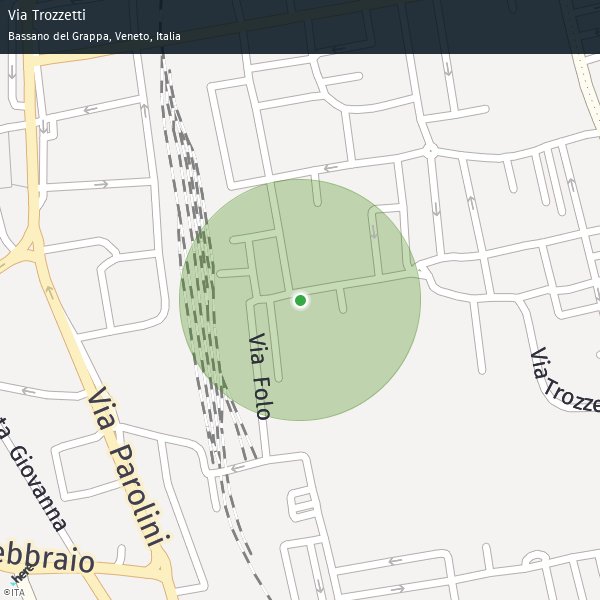 Via Trozzetti
Bassano del Grappa, Veneto, Italia
Via Folo
Via Trozze
Via Parolini
ta Giovanna
ebbraio
here
©ITA